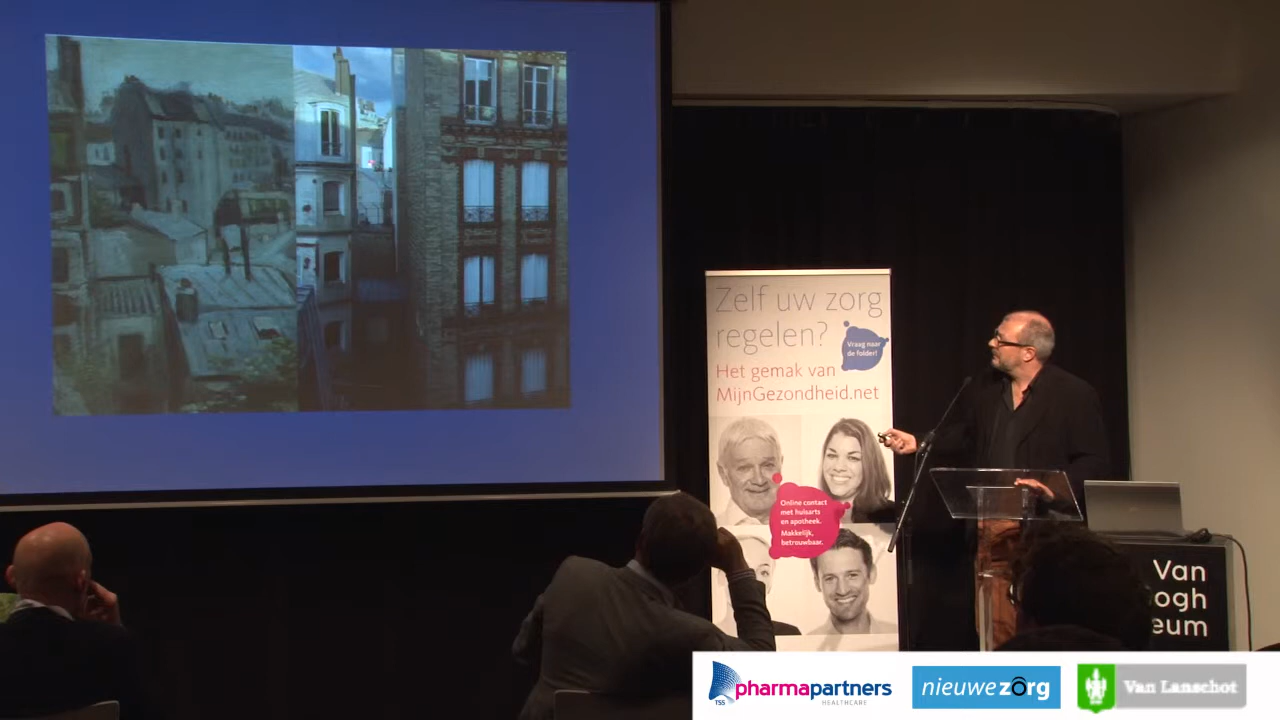 Zelf uw zorg
regelen?
Vraag naar
de folder!
Het gemak van
MijnGezondheid.net
Online contact
met huisarts
en apotheek.
Makkelijk,
betrouwbaar.
Van
ogh
eum
TSS
pharmapartners
HEALTHCARE
nieuwezorg
Van Lanschot